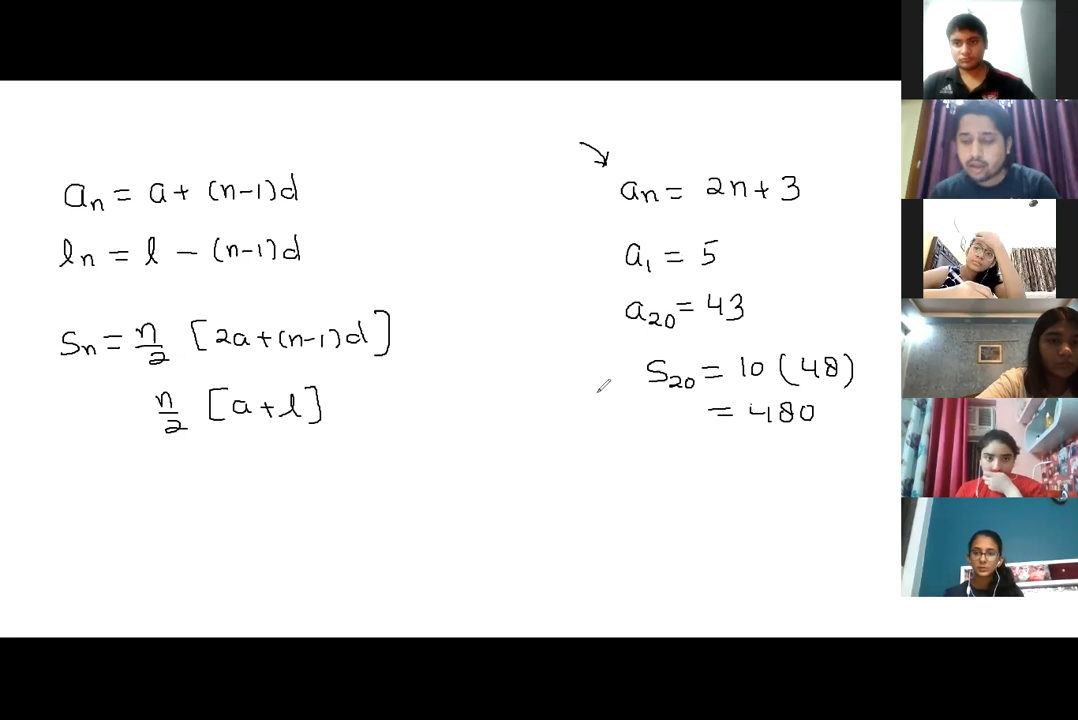 aₙ = a + (n-1)d
lₙ = l - (n-1)d
Sₙ = n/2 [2a+(n-1)d]
n/2 [a+l]
aₙ = 2n+3
a₁ = 5
a₂₀ = 43
S₂₀ = 10 (48)
= 480